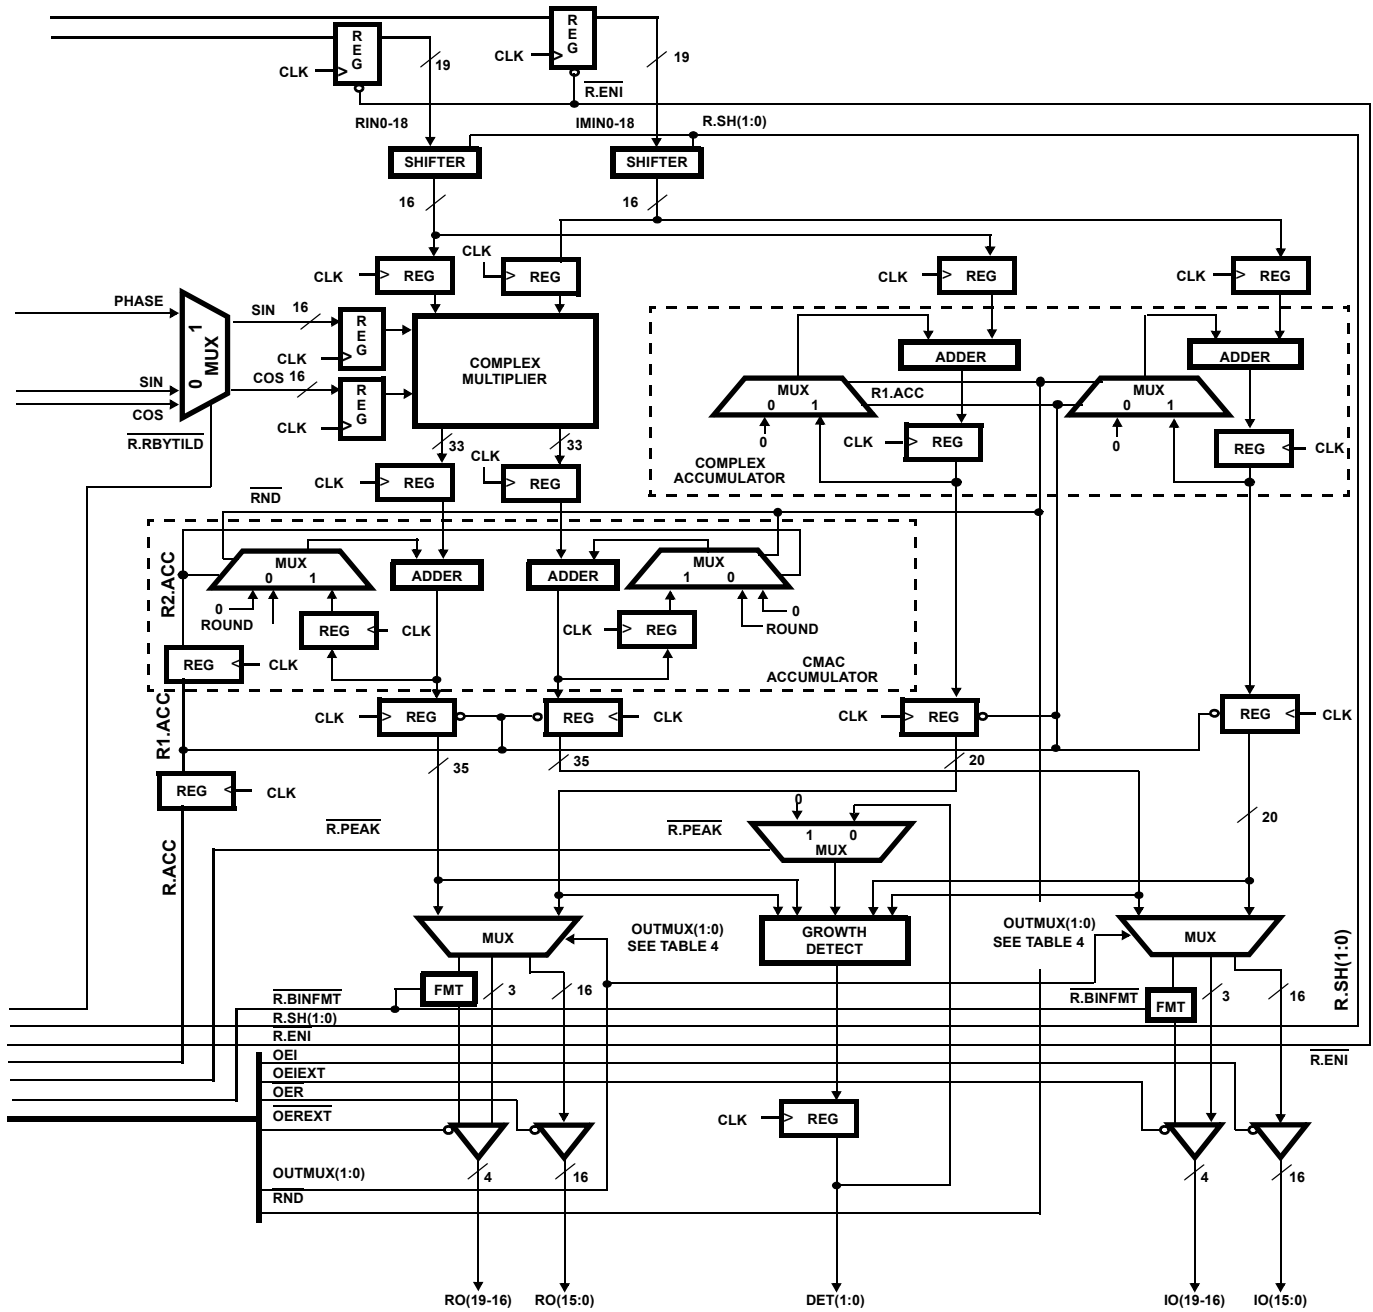 R
E
G
R
E
G
CLK
CLK
19
19
R.ENI
RIN0-18
IMIN0-18
R.SH(1:0)
SHIFTER
SHIFTER
16
16
CLK
REG
CLK
REG
CLK
REG
CLK
REG
PHASE
SIN
COS
MUX
1
0
R.RBYTILD
SIN
16
COS
16
CLK
R
E
G
CLK
R
E
G
COMPLEX
MULTIPLIER
33
33
ADDER
ADDER
MUX
0
1
0
R1.ACC
MUX
0
1
0
CLK
REG
REG
CLK
COMPLEX
ACCUMULATOR
CLK
REG
CLK
REG
RND
R2.ACC
MUX
0
1
ADDER
ADDER
MUX
1
0
0
ROUND
REG
CLK
CLK
REG
0
ROUND
REG
CLK
CMAC
ACCUMULATOR
R1.ACC
CLK
REG
REG
CLK
CLK
REG
REG
CLK
35
35
20
20
REG
CLK
R.ACC
R.PEAK
R.PEAK
0
1
0
MUX
MUX
OUTMUX(1:0)
SEE TABLE 4
GROWTH
DETECT
OUTMUX(1:0)
SEE TABLE 4
MUX
R.SH(1:0)
FMT
3
16
R.BINFMT
FMT
3
16
R.BINFMT
R.SH(1:0)
R.ENI
OEI
OEIEXT
OER
OEREXT
R.ENI
CLK
REG
OUTMUX(1:0)
RND
4
16
4
16
RO(19-16)
RO(15:0)
DET(1:0)
IO(19-16)
IO(15:0)